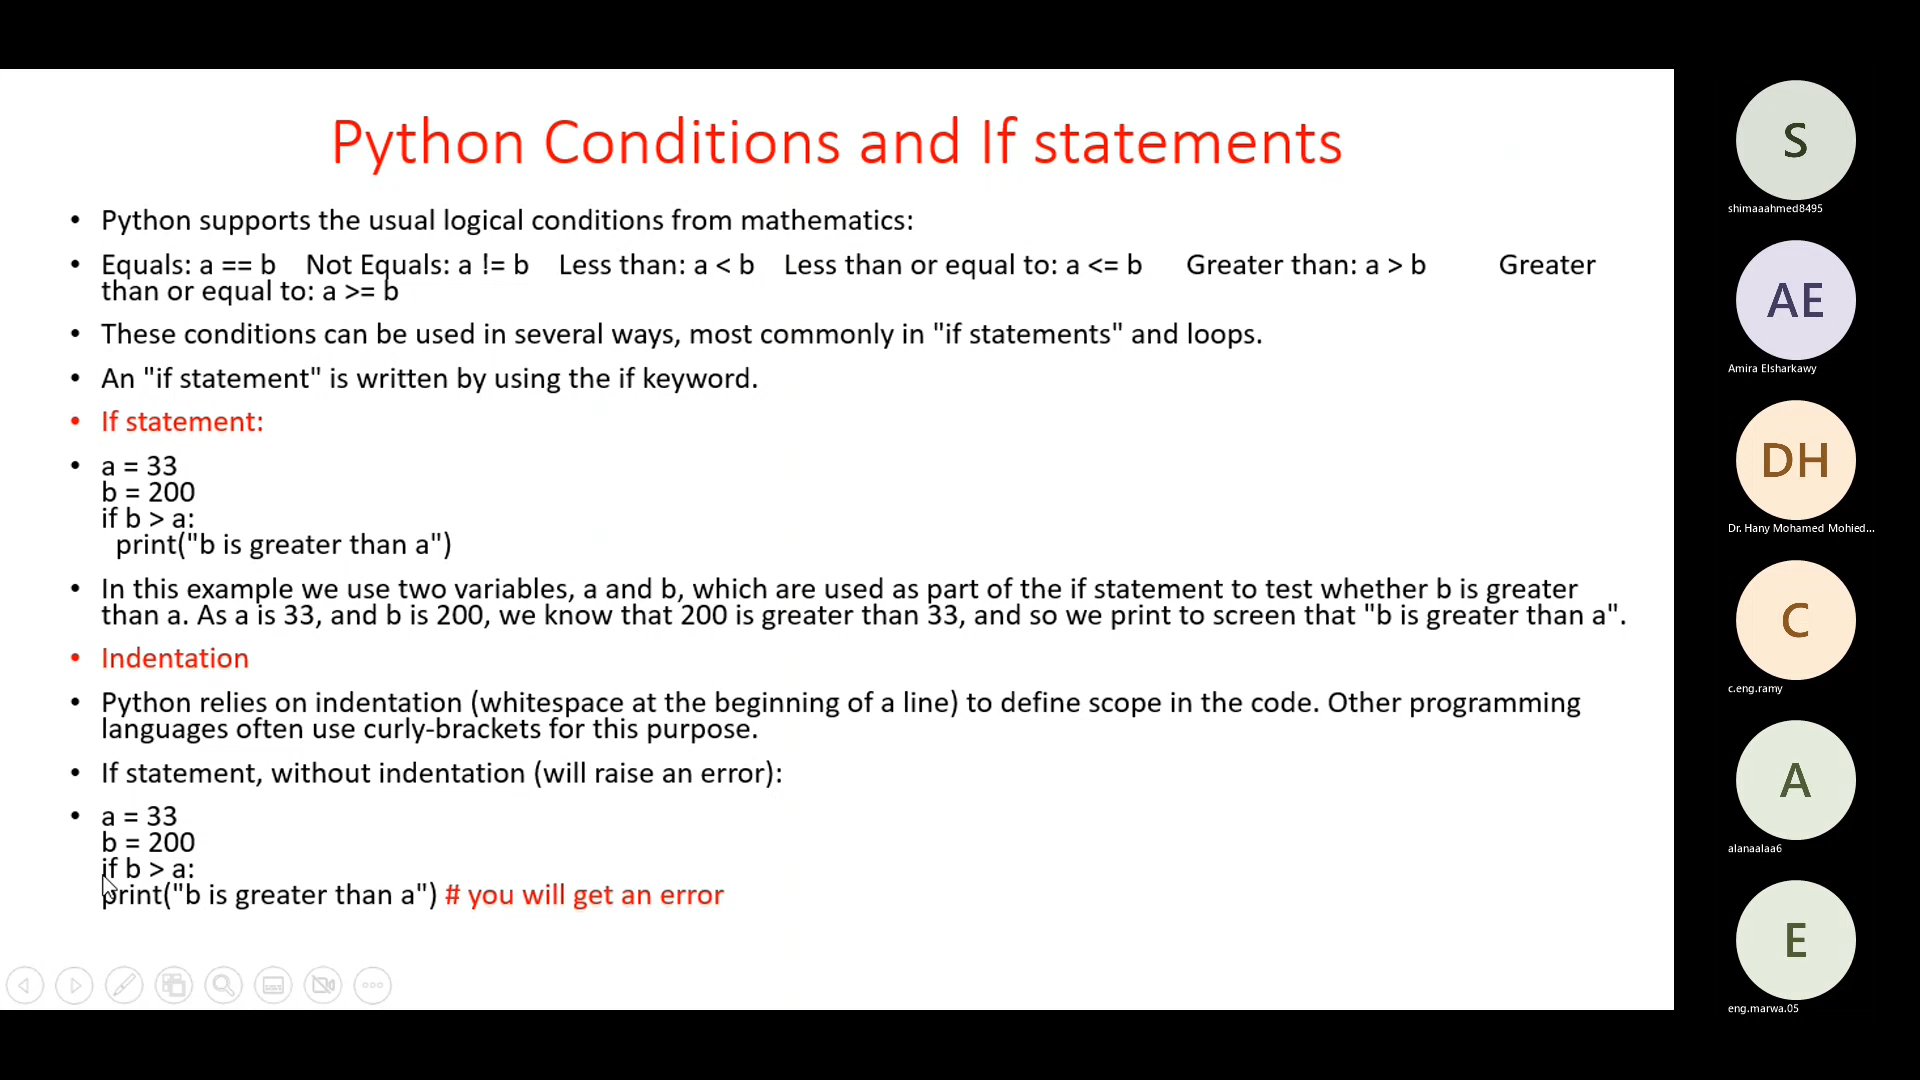 Python Conditions and If statements
• Python supports the usual logical conditions from mathematics:
• Equals: a == b    Not Equals: a != b    Less than: a < b    Less than or equal to: a <= b    Greater than: a > b    Greater
than or equal to: a >= b
• These conditions can be used in several ways, most commonly in "if statements" and loops.
• An "if statement" is written by using the if keyword.
• If statement:
• a = 33
b = 200
if b > a:
  print("b is greater than a")
• In this example we use two variables, a and b, which are used as part of the if statement to test whether b is greater
than a. As a is 33, and b is 200, we know that 200 is greater than 33, and so we print to screen that "b is greater than a".
• Indentation
• Python relies on indentation (whitespace at the beginning of a line) to define scope in the code. Other programming
languages often use curly-brackets for this purpose.
• If statement, without indentation (will raise an error):
• a = 33
b = 200
if b > a:
print("b is greater than a") # you will get an error
S
shimaaahmed8495
AE
Amira Elsharkawy
DH
Dr. Hany Mohamed Mohied...
C
c.eng.ramy
A
alanaalaa6
E
eng.marwa.05